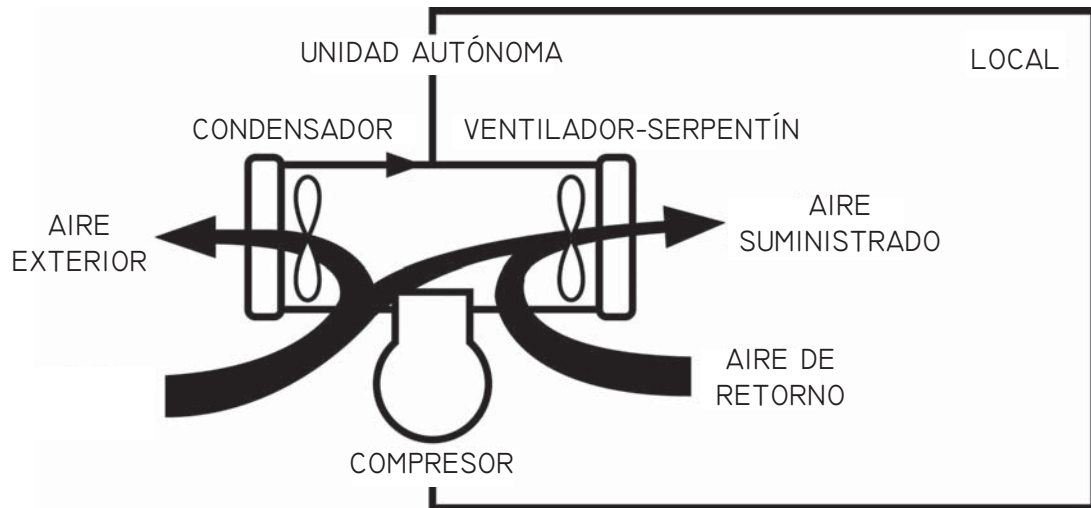 UNIDAD AUTÓNOMA
LOCAL
CONDENSADOR
VENTILADOR-SERPENTÍN
AIRE
EXTERIOR
AIRE
SUMINISTRADO
AIRE DE
RETORNO
COMPRESOR